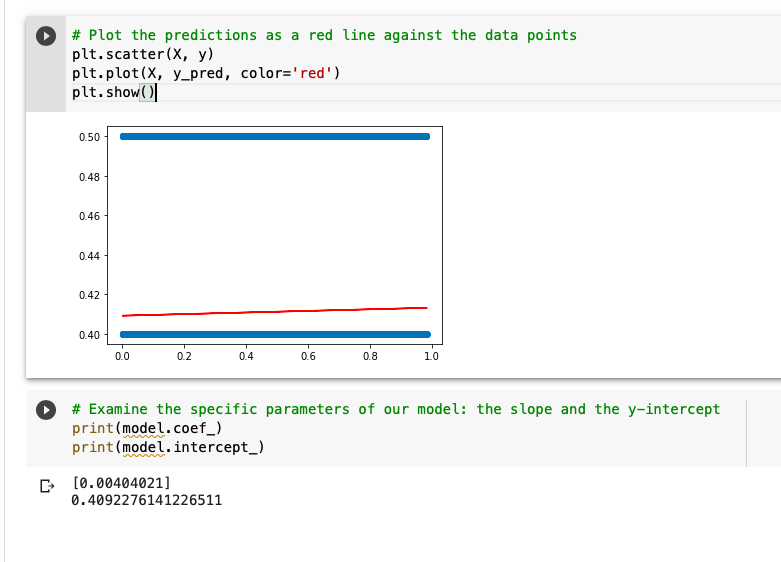 # Plot the predictions as a red line against the data points
plt.scatter(X, y)
plt.plot(X, y_pred, color='red')
plt.show()
0.50
0.48
0.46
0.44
0.42
0.40
0.0 0.2 0.4 0.6 0.8 1.0
# Examine the specific parameters of our model: the slope and the y-intercept
print(model.coef_)
print(model.intercept_)
[0.00404021]
0.4092276141226511